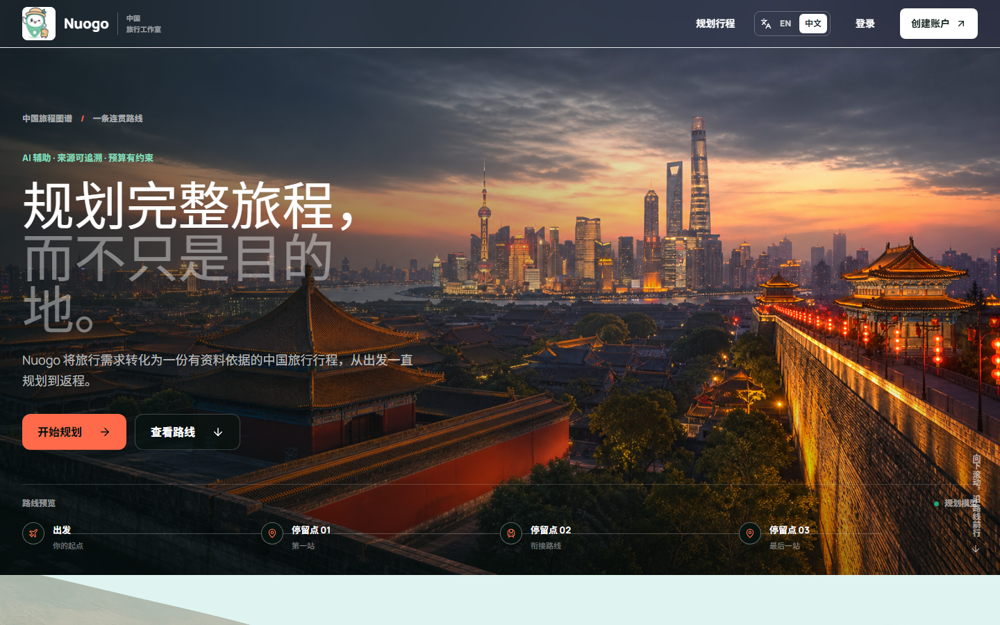 Nuogo
中国
旅行工作室
规划行程
EN
中文
登录
创建账户
中国旅程图谱 / 一条连贯路线
AI 辅助 · 来源可追溯 · 预算有约束
规划完整旅程，
而不只是目的
地。
Nuogo 将旅行需求转化为一份有资料依据的中国旅行行程，从出发一直
规划到返程。
开始规划
查看路线
向下滚动，沿路线前行
路线预览
规划模型
出发
你的起点
停留点 01
第一站
停留点 02
衔接路线
停留点 03
最后一站